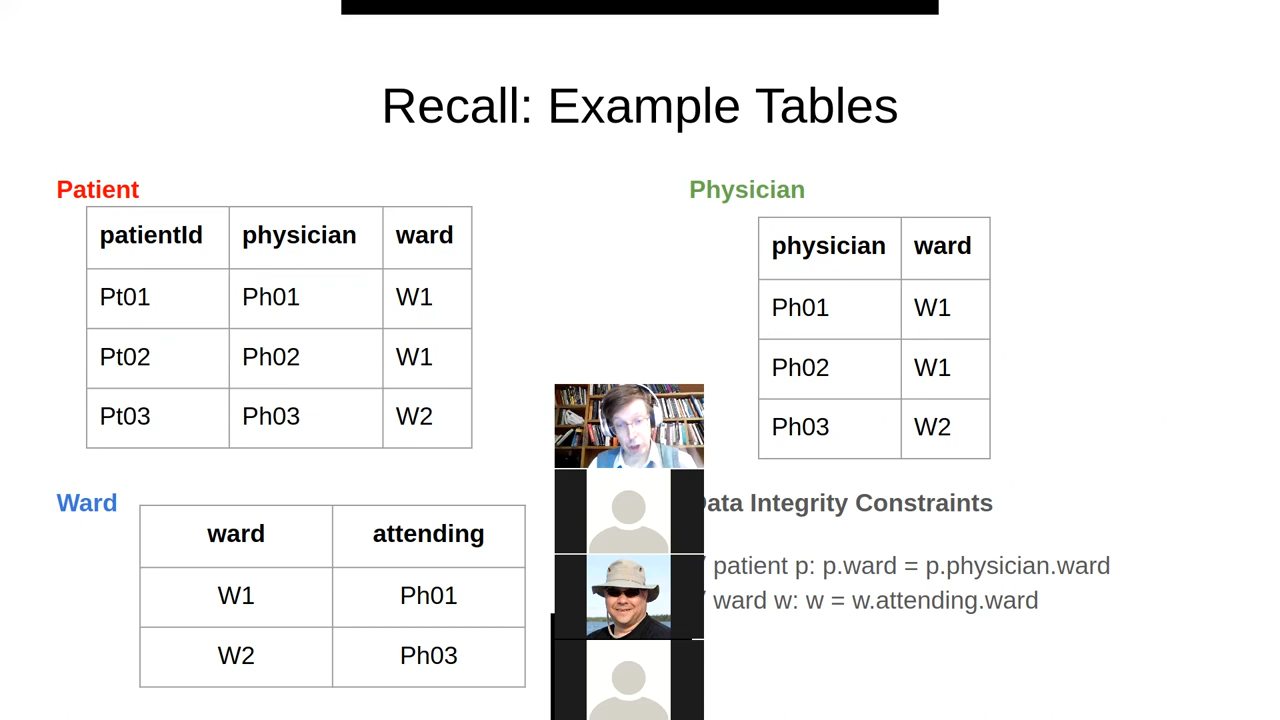 Recall: Example Tables
Patient
patientId physician ward
Pt01 Ph01 W1
Pt02 Ph02 W1
Pt03 Ph03 W2
Physician
physician ward
Ph01 W1
Ph02 W1
Ph03 W2
Ward
ward attending
W1 Ph01
W2 Ph03
Data Integrity Constraints
patient p: p.ward = p.physician.ward
ward w: w = w.attending.ward